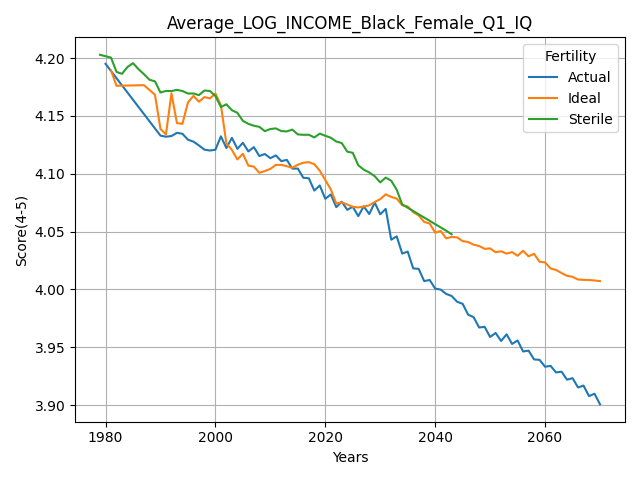 Average_LOG_INCOME_Black_Female_Q1_IQ
Fertility
Actual
Ideal
Sterile
Score(4-5)
4.20
4.15
4.10
4.05
4.00
3.95
3.90
1980 2000 2020 2040 2060
Years